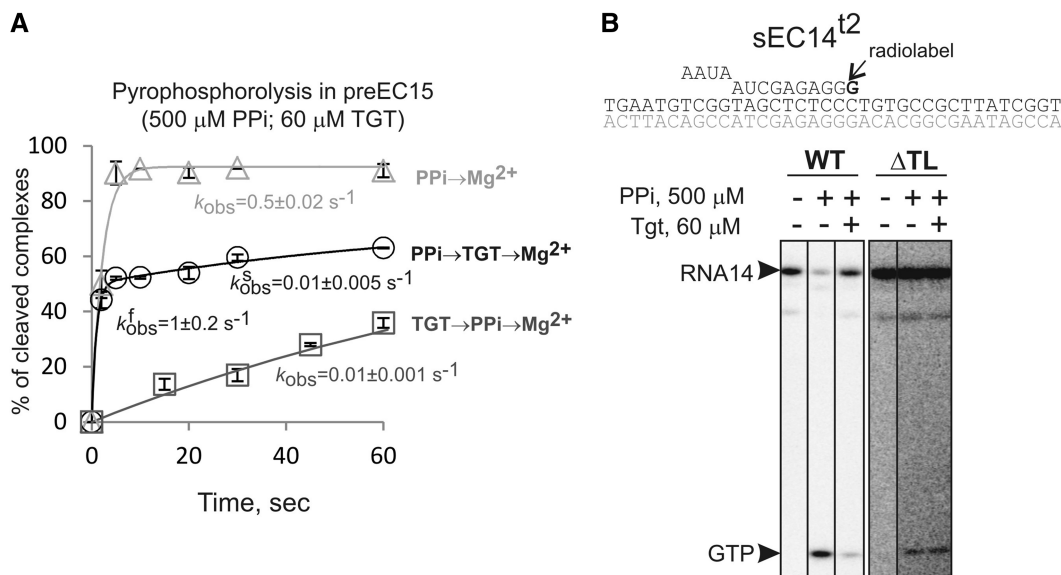 A
Pyrophosphorolysis in preEC15
(500 µM PPi; 60 µM TGT)
% of cleaved complexes
100
80
60
40
20
0
0
20
40
60
Time, sec
PPi→Mg2+
kobs=0.5±0.02 s-1
PPi→TGT→Mg2+
ksobs=0.01±0.005 s-1
kfobs=1±0.2 s-1
TGT→PPi→Mg2+
kobs=0.01±0.001 s-1
B
sEC14t2
radiolabel
AAUA
AUCGAGAGGG
TGAATGTCGGTAGCTCTCCCTGTGCCGCTTATCGGT
ACTTACAGCCATCGAGAGGGACACGGCGAATAGCCA
WT ΔTL
PPi, 500 µM - + + - + +
Tgt, 60 µM - - + - - +
RNA14
GTP